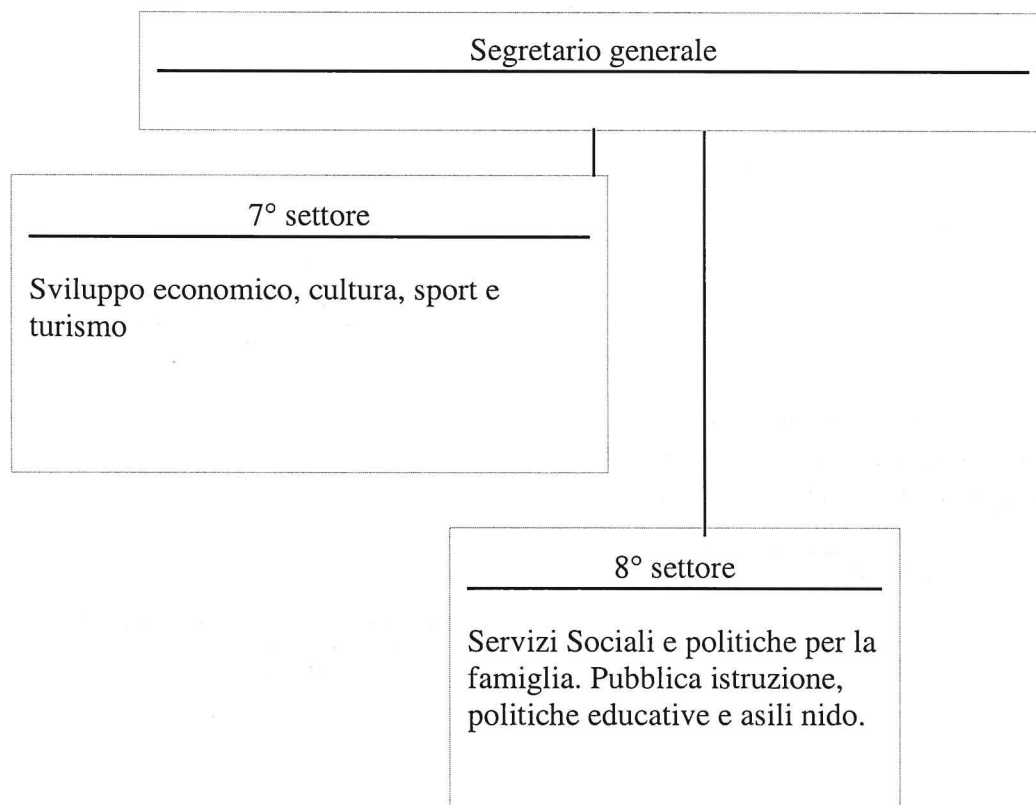 Segretario generale
7° settore
Sviluppo economico, cultura, sport e
turismo
8° settore
Servizi Sociali e politiche per la
famiglia. Pubblica istruzione,
politiche educative e asili nido.